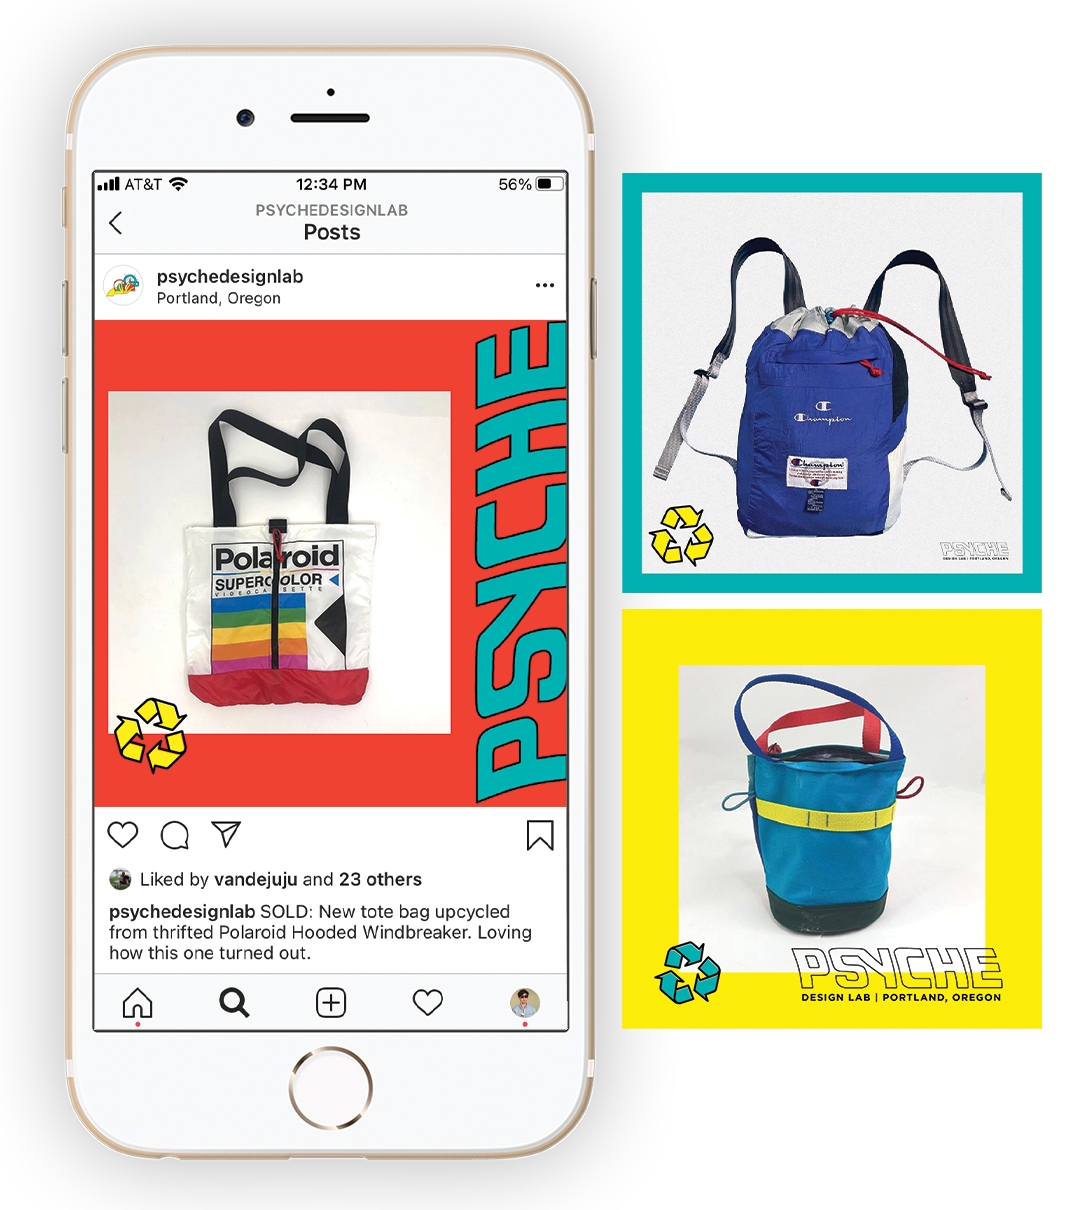 AT&T
12:34 PM
56%
PSYCHEDESIGNLAB
Posts
psychedesignlab
Portland, Oregon
PSYCHE
Polaroid
SUPERCOLOR
VIDEOCASSETTE
Liked by vandejuju and 23 others
psychedesignlab SOLD: New tote bag upcycled
from thrifted Polaroid Hooded Windbreaker. Loving
how this one turned out.
Champion
Champion
PSYCHE
DESIGN LAB | PORTLAND, OREGON
PSYCHE
DESIGN LAB | PORTLAND, OREGON